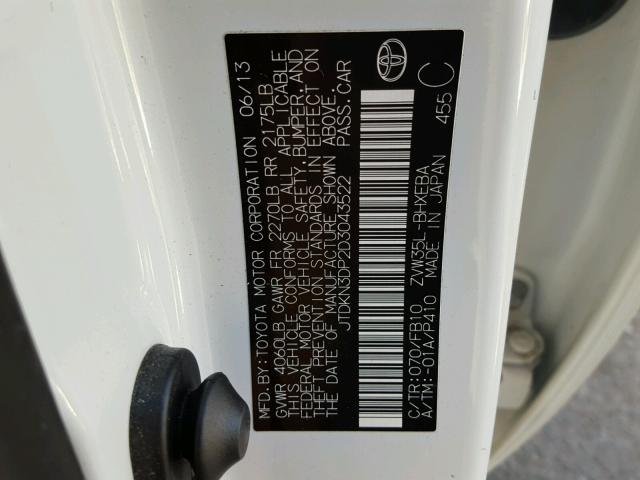 MFD.BY:TOYOTA MOTOR CORPORATION 06/13
GVWR 4060LB GAWR FR 2270LB RR 2175LB
THIS VEHICLE CONFORMS TO ALL APPLICABLE
FEDERAL MOTOR VEHICLE SAFETY, BUMPER, AND
THEFT PREVENTION STANDARDS IN EFFECT ON
THE DATE OF MANUFACTURE SHOWN ABOVE.
JTDKN3DP2D3043522 PASS.CAR
C/TR:070/FB10 ZVW35L-BHXEBA
A/TM:-01A/P410 MADE IN JAPAN 455 C